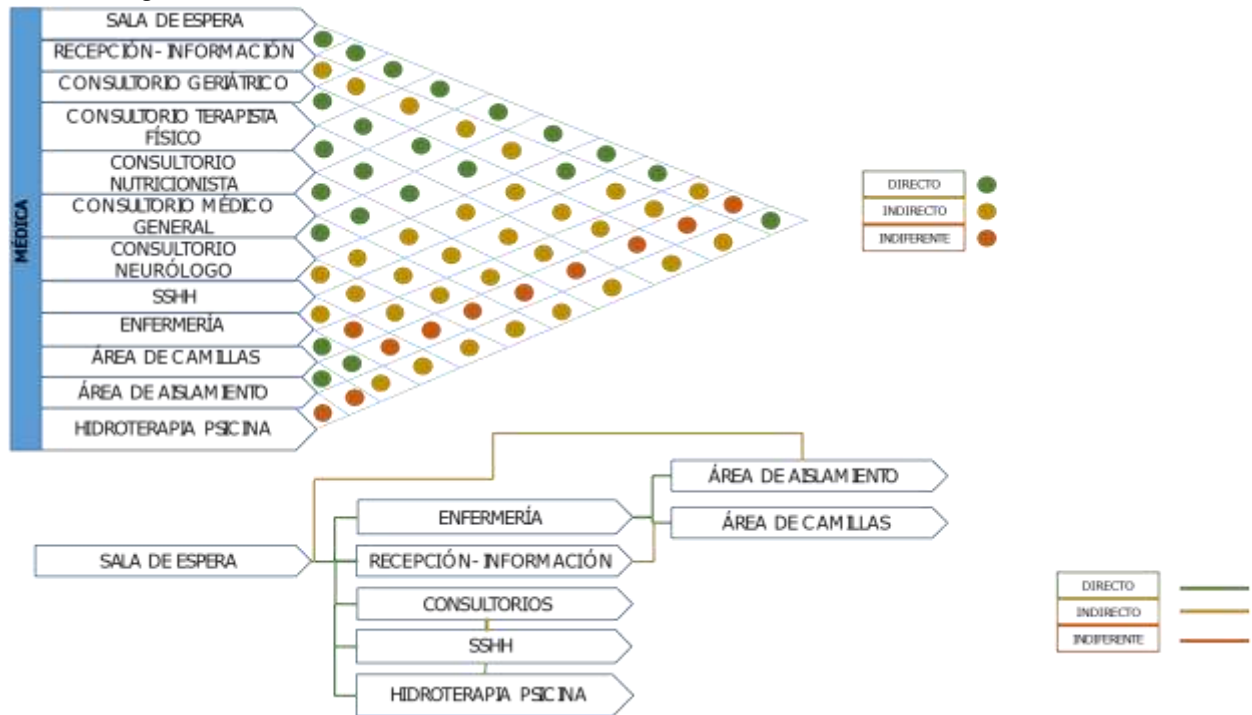 SALA DE ESPERA
RECEPCIÓN- INFORMACIÓN
CONSULTORIO GERIÁTRICO
CONSULTORIO TERAPISTA
FÍSICO
CONSULTORIO
NUTRICIONISTA
CONSULTORIO MÉDICO
GENERAL
CONSULTORIO
NEURÓLOGO
SSHH
ENFERMERÍA
ÁREA DE CAMILLAS
ÁREA DE AISLAMIENTO
HIDROTERAPIA PSICINA
MÉDICA
DIRECTO
INDIRECTO
INDIFERENTE
ÁREA DE AISLAMIENTO
ENFERMERÍA
ÁREA DE CAMILLAS
SALA DE ESPERA
RECEPCIÓN- INFORMACIÓN
CONSULTORIOS
SSHH
HIDROTERAPIA PSICINA
DIRECTO
INDIRECTO
INDIFERENTE